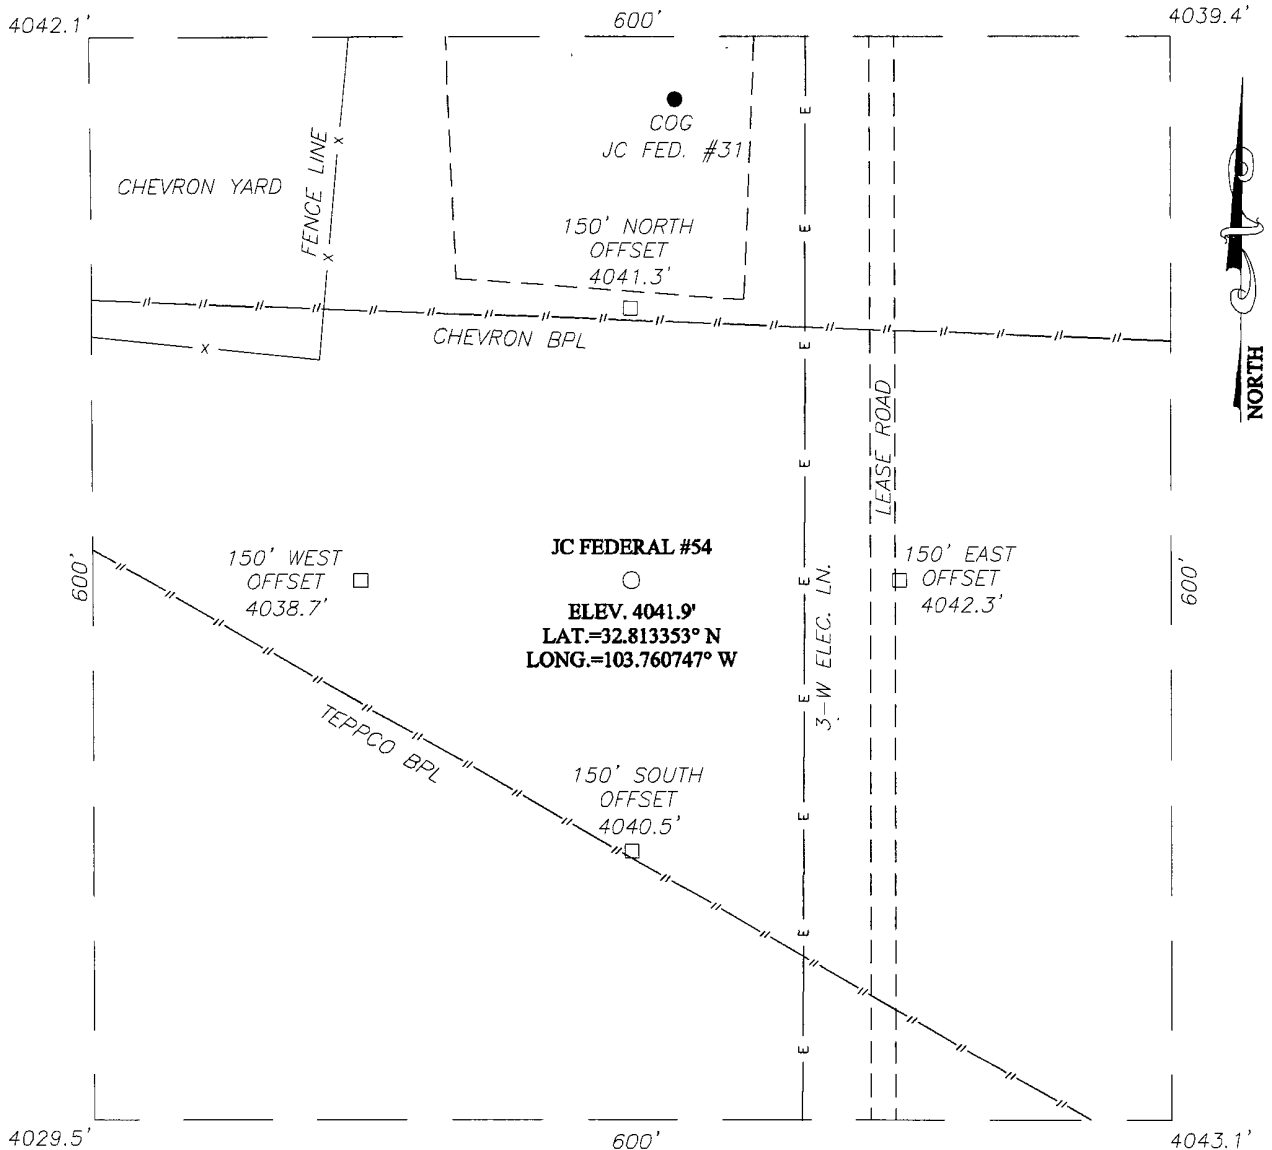 4042.1'
600'
4039.4'
COG
JC FED. #31
CHEVRON YARD
FENCE LINE
150' NORTH
OFFSET
4041.3'
CHEVRON BPL
NORTH
LEASE ROAD
600'
150' WEST
OFFSET
4038.7'
JC FEDERAL #54
ELEV. 4041.9'
LAT.=32.813353° N
LONG.=103.760747° W
3-W ELEC. LN.
150' EAST
OFFSET
4042.3'
600'
TEPPCO BPL
150' SOUTH
OFFSET
4040.5'
4029.5'
600'
4043.1'